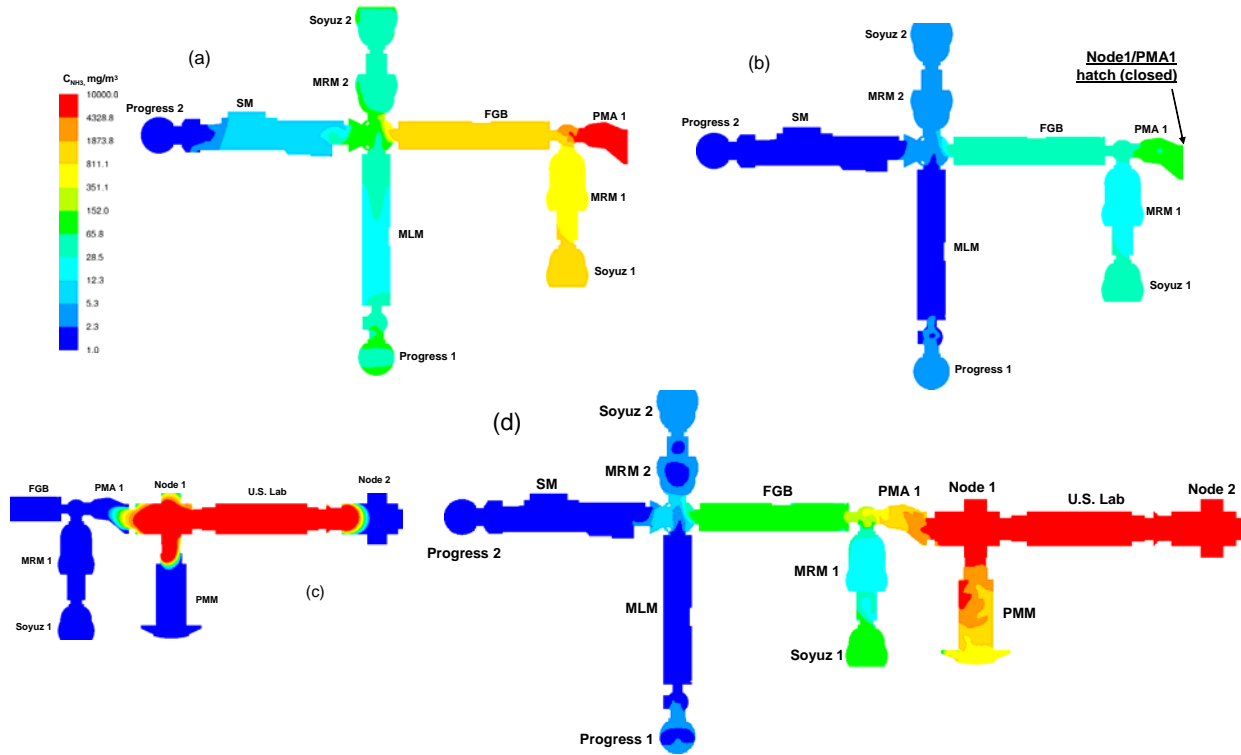 Soyuz 2
(a)
C_NH3, mg/m³
10000.0
4328.8
1873.8
811.1
351.1
152.0
65.8
28.5
12.3
5.3
2.3
1.0
Progress 2
SM
MRM 2
FGB
PMA 1
MRM 1
MLM
Soyuz 1
Progress 1
(b)
Soyuz 2
Node1/PMA1
hatch (closed)
MRM 2
Progress 2
SM
FGB
PMA 1
MRM 1
MLM
Soyuz 1
Progress 1
FGB
PMA 1
Node 1
U.S. Lab
Node 2
MRM 1
PMM
(c)
Soyuz 1
(d)
Soyuz 2
MRM 2
SM
FGB
PMA 1
Node 1
U.S. Lab
Node 2
Progress 2
MRM 1
MLM
PMM
Soyuz 1
Progress 1